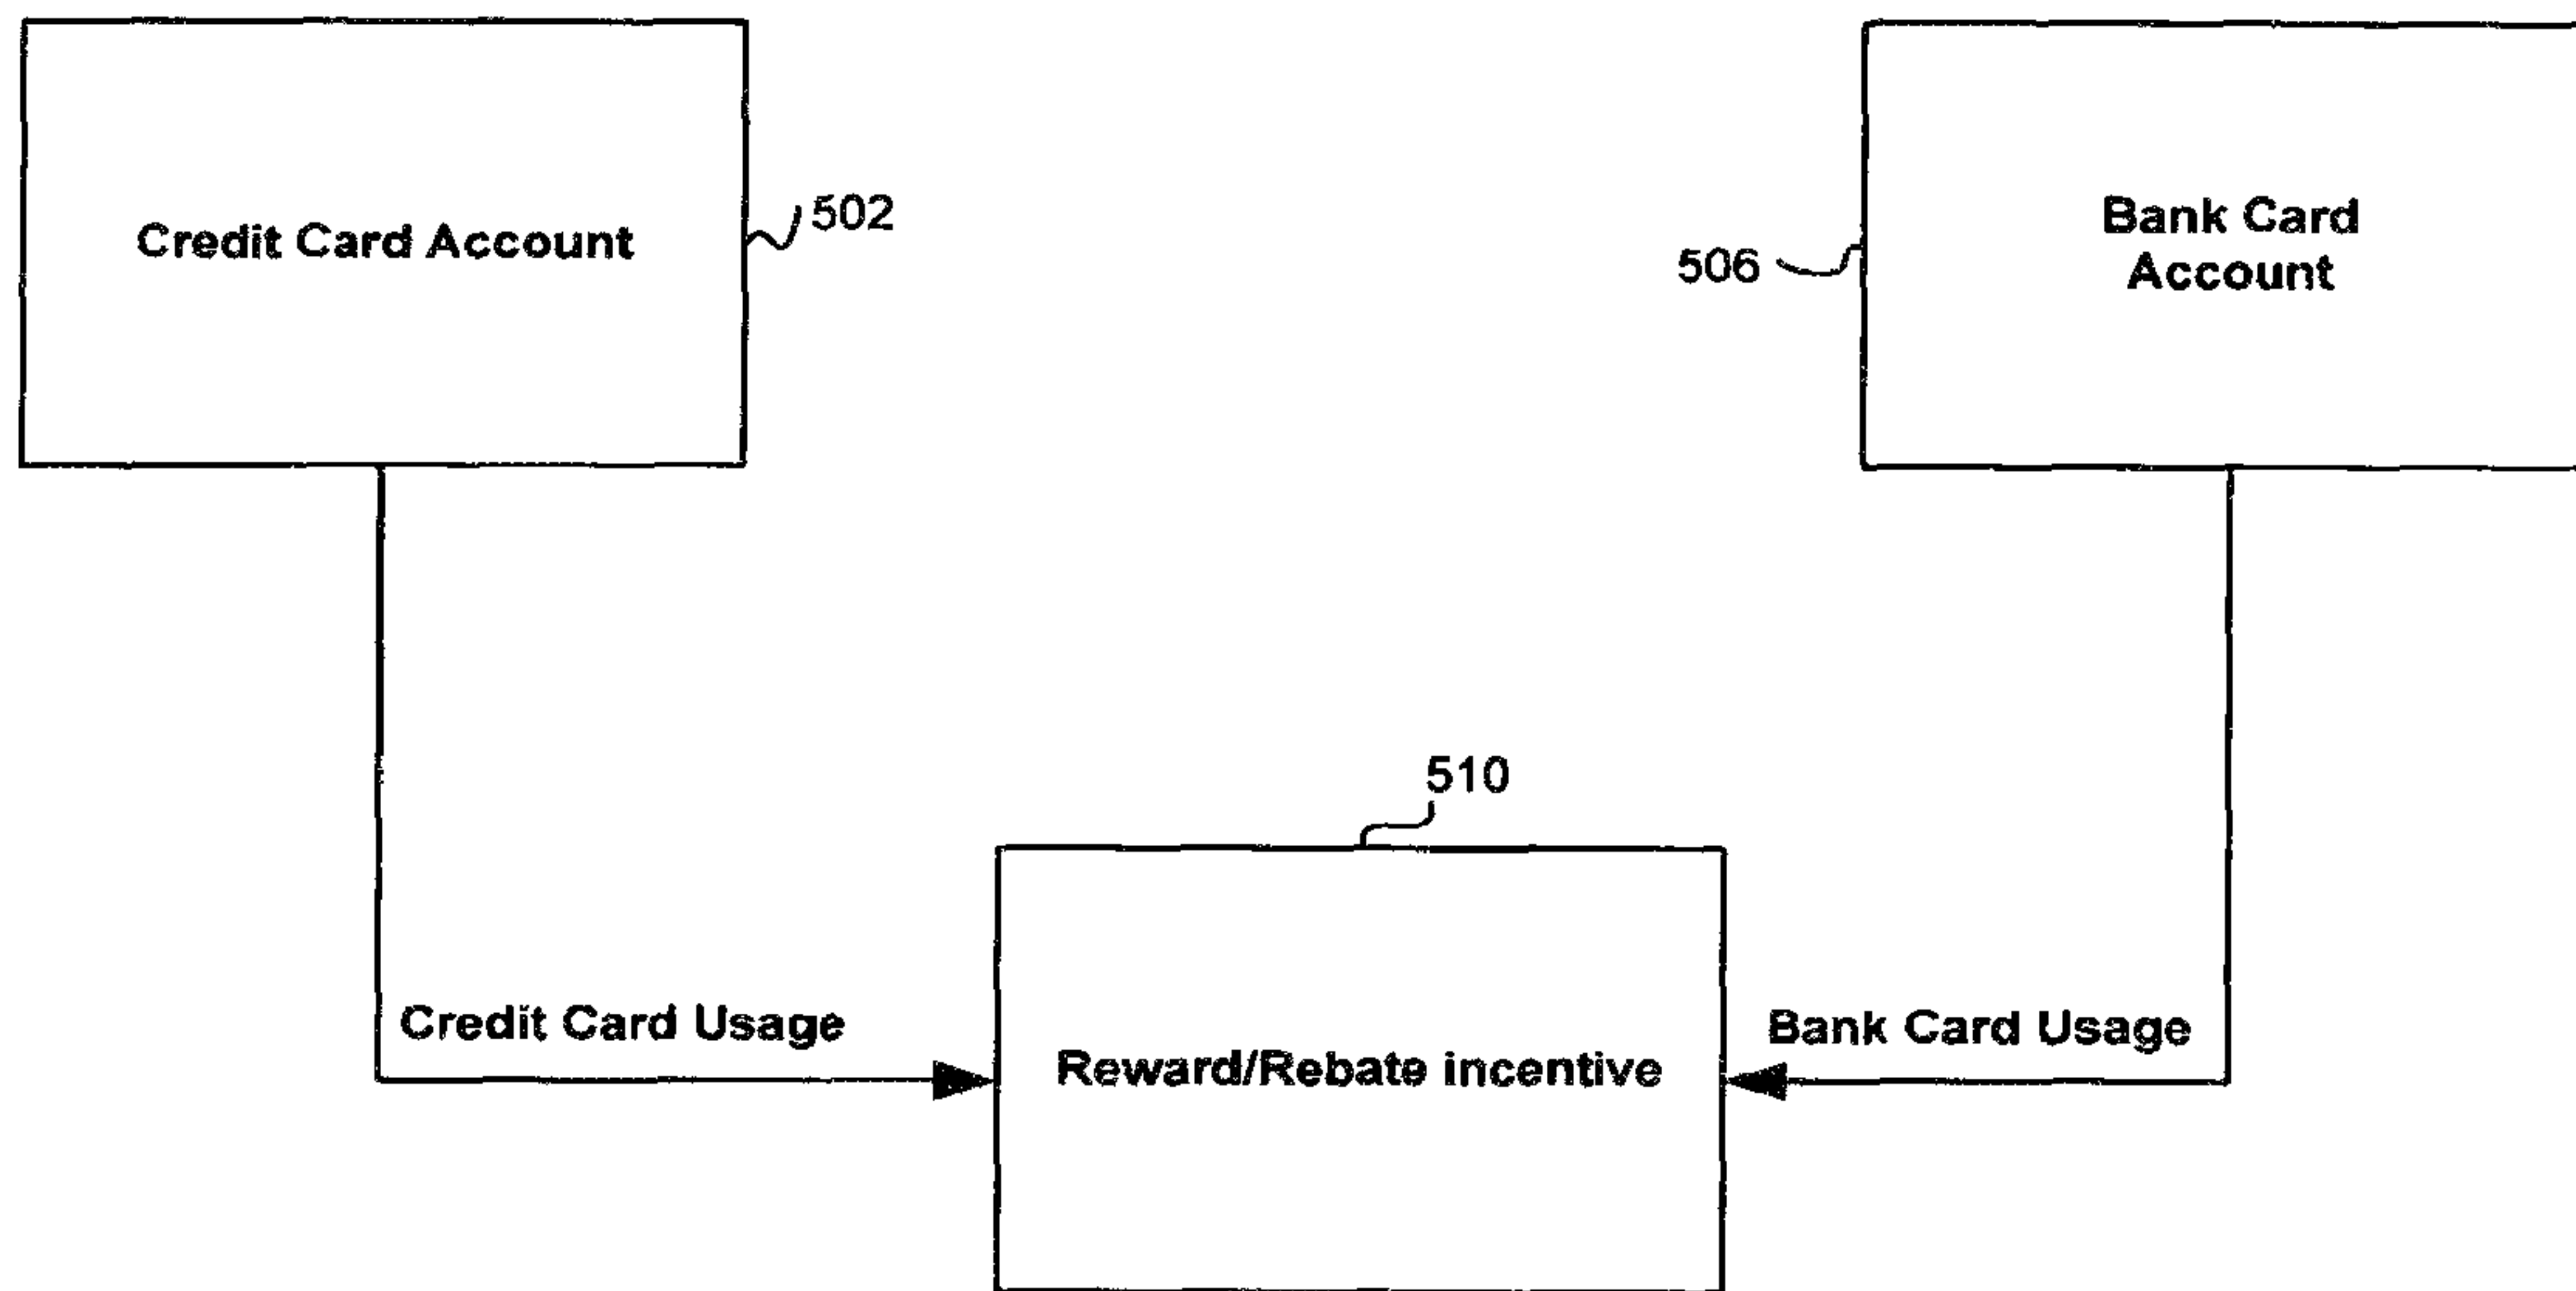 Credit Card Account
502
Bank Card
Account
506
510
Credit Card Usage
Reward/Rebate incentive
Bank Card Usage